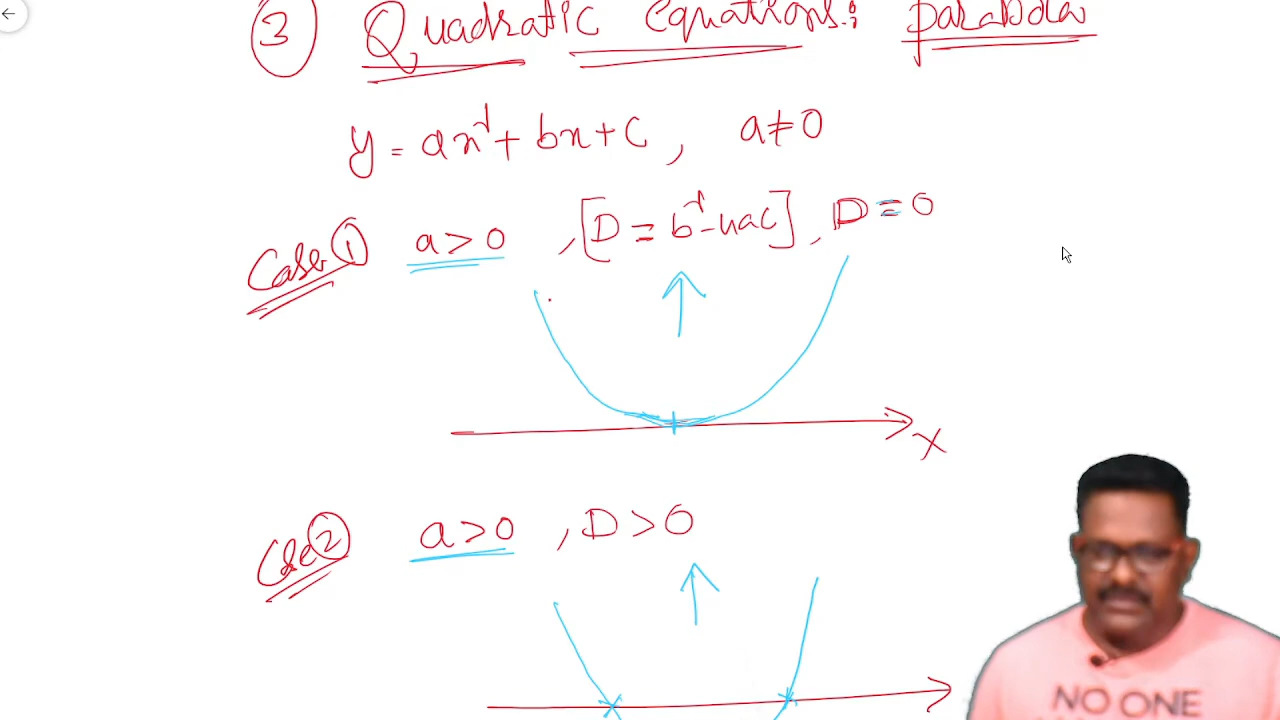 ③ Quadratic equations: parabola
y = ax² + bx + c, a ≠ 0
Case ① a > 0, [D = b² - 4ac], D = 0
x
Case ② a > 0, D > 0
NO ONE